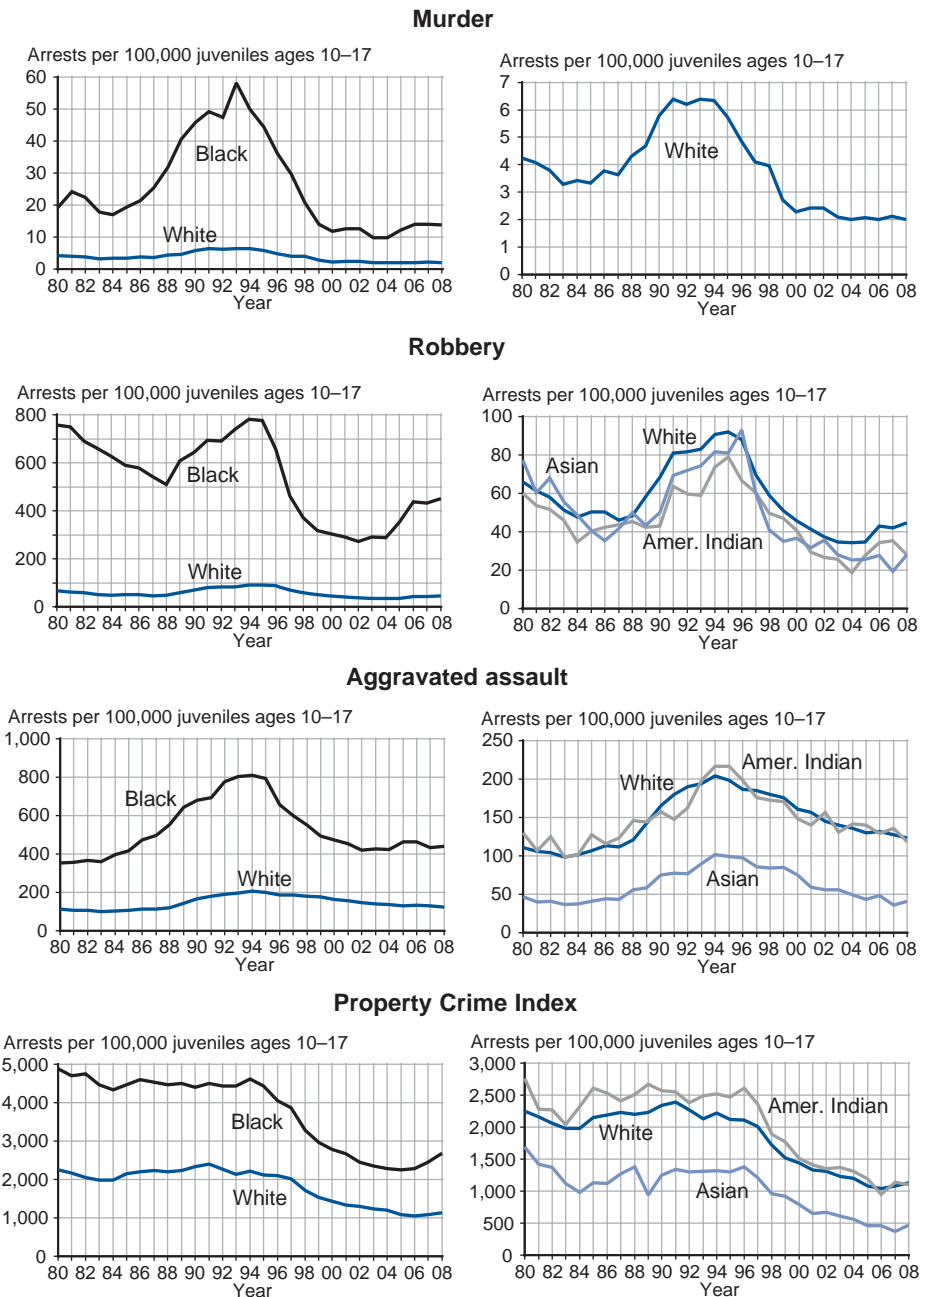 Murder
Arrests per 100,000 juveniles ages 10–17
60
50
40
30
20
10
0
Black
White
80 82 84 86 88 90 92 94 96 98 00 02 04 06 08
Year
Arrests per 100,000 juveniles ages 10–17
7
6
5
4
3
2
1
0
White
80 82 84 86 88 90 92 94 96 98 00 02 04 06 08
Year
Robbery
Arrests per 100,000 juveniles ages 10–17
800
600
400
200
0
Black
White
80 82 84 86 88 90 92 94 96 98 00 02 04 06 08
Year
Arrests per 100,000 juveniles ages 10–17
100
80
60
40
20
0
White
Asian
Amer. Indian
80 82 84 86 88 90 92 94 96 98 00 02 04 06 08
Year
Aggravated assault
Arrests per 100,000 juveniles ages 10–17
1,000
800
600
400
200
0
Black
White
80 82 84 86 88 90 92 94 96 98 00 02 04 06 08
Year
Arrests per 100,000 juveniles ages 10–17
250
200
150
100
50
0
Amer. Indian
White
Asian
80 82 84 86 88 90 92 94 96 98 00 02 04 06 08
Year
Property Crime Index
Arrests per 100,000 juveniles ages 10–17
5,000
4,000
3,000
2,000
1,000
0
Black
White
80 82 84 86 88 90 92 94 96 98 00 02 04 06 08
Year
Arrests per 100,000 juveniles ages 10–17
3,000
2,500
2,000
1,500
1,000
500
0
Amer. Indian
White
Asian
80 82 84 86 88 90 92 94 96 98 00 02 04 06 08
Year